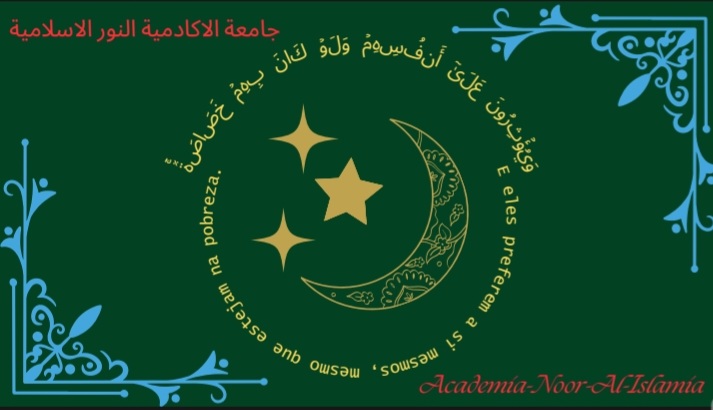 جامعة الاكادمية النور الاسلامية
وَيُؤْثِرُونَ عَلَىٰ أَنفُسِهِمْ وَلَوْ كَانَ بِهِمْ خَصَاصَةٌ
E eles preferem a si mesmos, mesmo que estejam na pobreza.
Academia-Noor-Al-Islamia